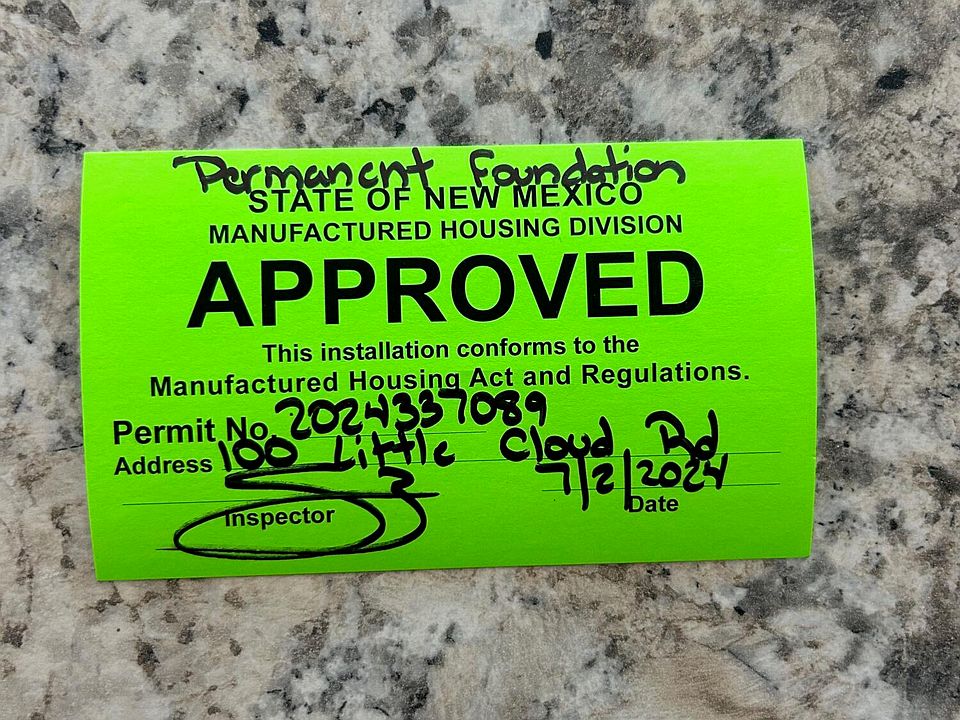 Permanent Foundation
STATE OF NEW MEXICO
MANUFACTURED HOUSING DIVISION
APPROVED
This installation conforms to the
Manufactured Housing Act and Regulations.
Permit No. 2024337089
Address 100 Little Cloud Rd
7/2/2024
Inspector Date